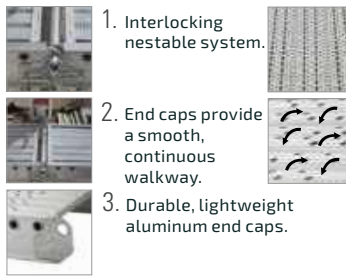 1. Interlocking
nestable system.
2. End caps provide
a smooth,
continuous
walkway.
3. Durable, lightweight
aluminum end caps.